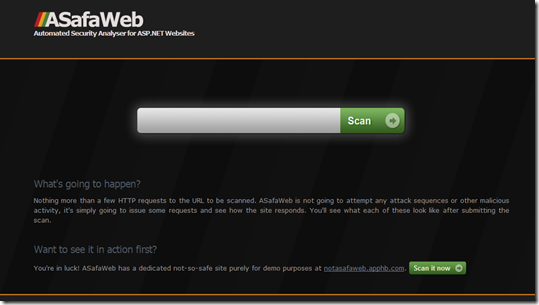 ASafaWeb
Automated Security Analyser for ASP.NET Websites
Scan
What's going to happen?
Nothing more than a few HTTP requests to the URL to be scanned. ASafaWeb is not going to attempt any attack sequences or other malicious
activity, it's simply going to issue some requests and see how the site responds. You'll see what each of these look like after submitting the
scan.
Want to see it in action first?
You're in luck! ASafaWeb has a dedicated not-so-safe site purely for demo purposes at notasafaweb.apphb.com. Scan it now